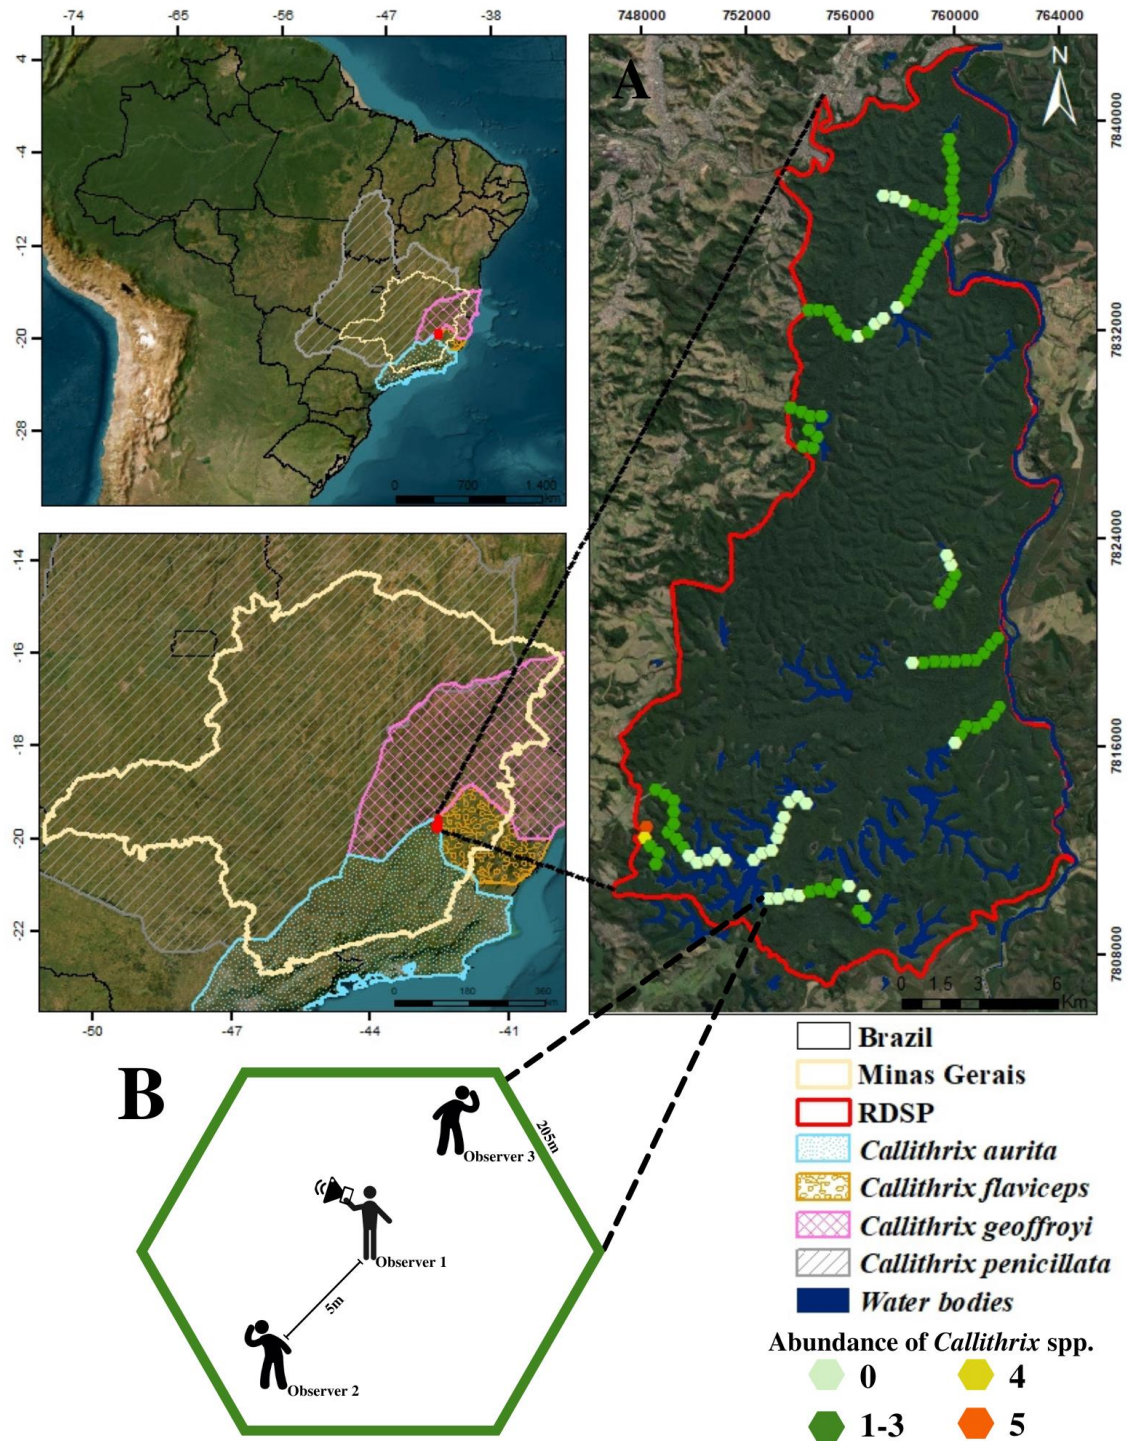 -74 -65 -56 -47 -38
748000 752000 756000 760000 764000
4
-4
-12
-20
-28
0 700 1.400
km
A
N
7840000
7832000
7824000
7816000
7808000
0 1,5 3 6
Km
-14
-16
-18
-20
-22
0 180 360
km
-50 -47 -44 -41
B
205m
Observer 3
Observer 1
5m
Observer 2
Brazil
Minas Gerais
RDSP
Callithrix aurita
Callithrix flaviceps
Callithrix geoffroyi
Callithrix penicillata
Water bodies
Abundance of Callithrix spp.
0 4
1-3 5